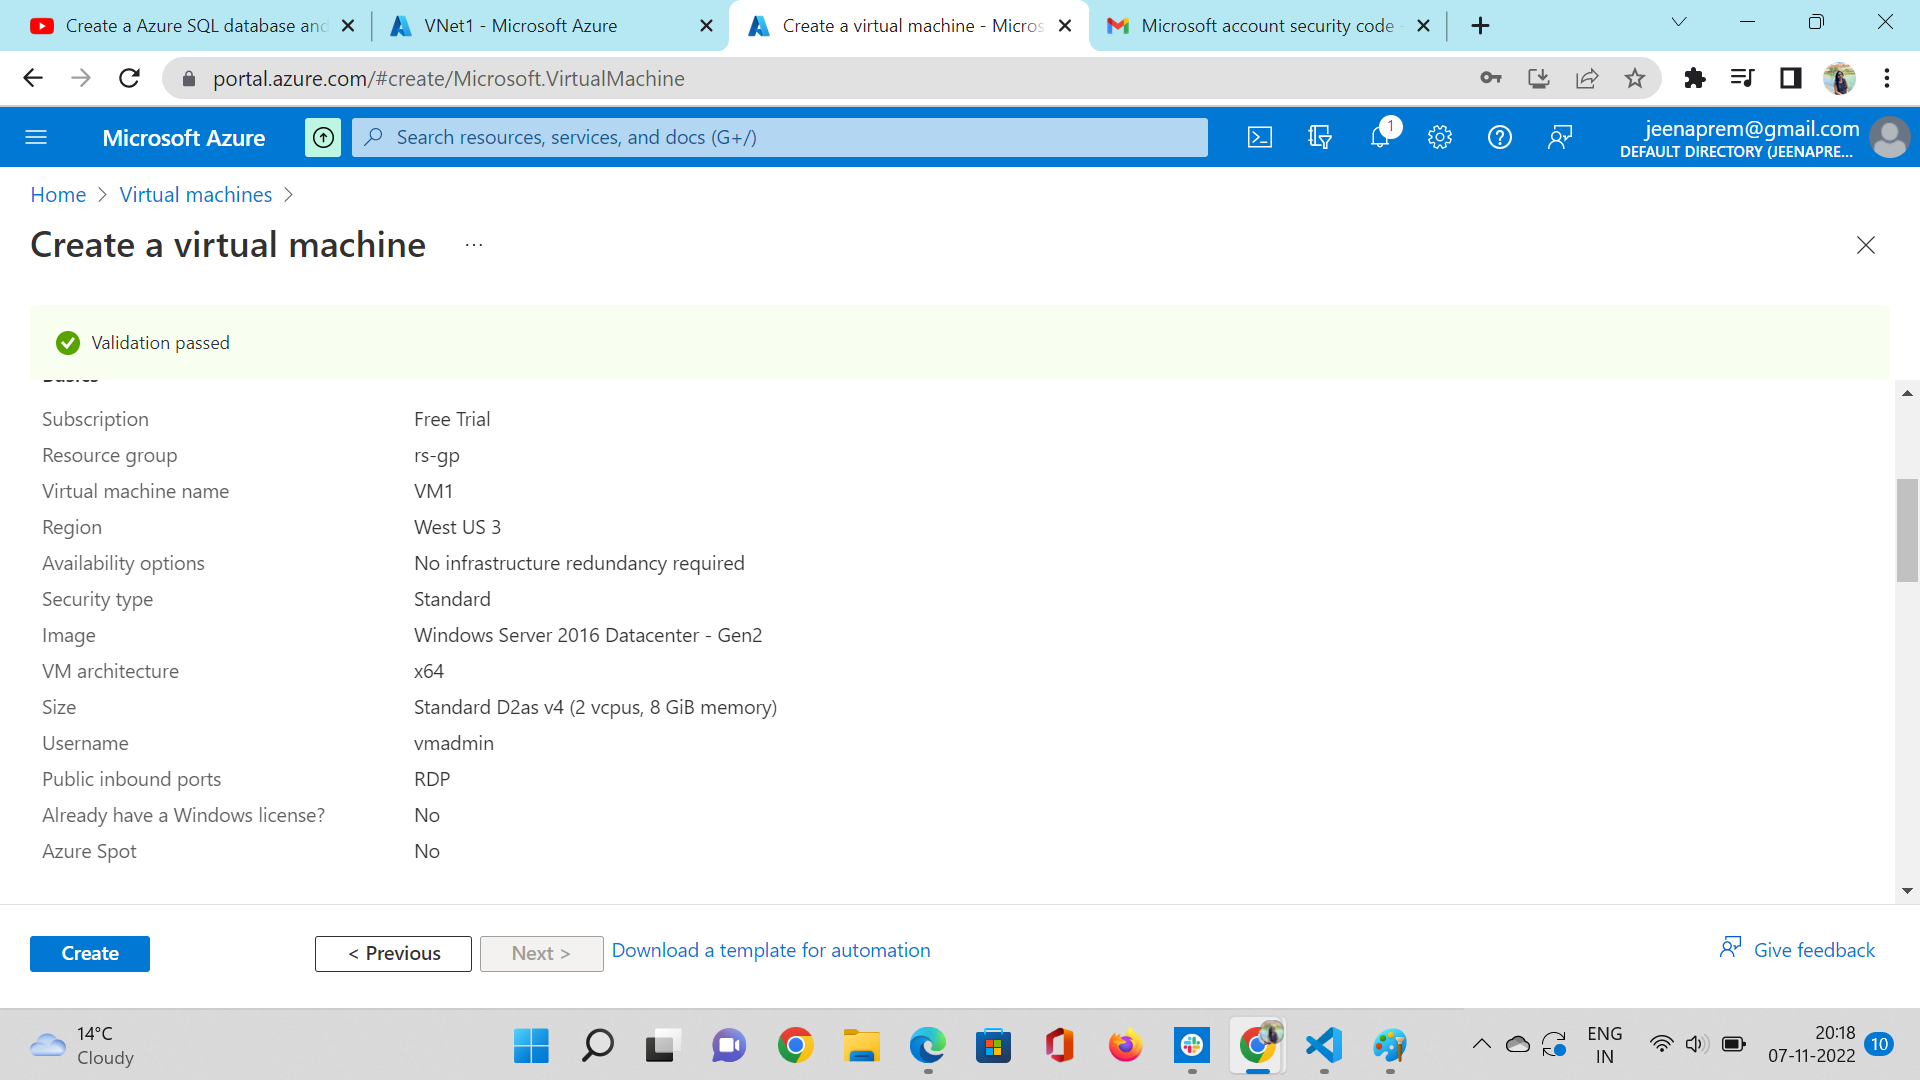 Create a Azure SQL database and
VNet1 - Microsoft Azure
Create a virtual machine - Micros
Microsoft account security code -
portal.azure.com/#create/Microsoft.VirtualMachine
Microsoft Azure
Search resources, services, and docs (G+/)
1
jeenaprem@gmail.com
DEFAULT DIRECTORY (JEENAPRE...
Home > Virtual machines >
Create a virtual machine ...
Validation passed
Basics
Subscription Free Trial
Resource group rs-gp
Virtual machine name VM1
Region West US 3
Availability options No infrastructure redundancy required
Security type Standard
Image Windows Server 2016 Datacenter - Gen2
VM architecture x64
Size Standard D2as v4 (2 vcpus, 8 GiB memory)
Username vmadmin
Public inbound ports RDP
Already have a Windows license? No
Azure Spot No
Create < Previous Next > Download a template for automation Give feedback
14°C
Cloudy
ENG
IN
20:18
07-11-2022
10